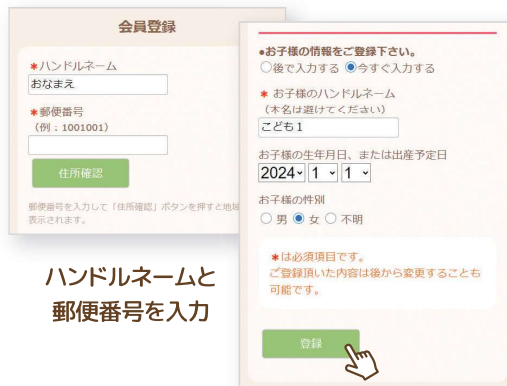 会員登録
*ハンドルネーム
おなまえ
*郵便番号
(例:1001001)
住所確認
郵便番号を入力して「住所確認」ボタンを押すと地域
表示されます。
ハンドルネームと
郵便番号を入力
●お子様の情報をご登録下さい。
後で入力する 今すぐ入力する
* お子様のハンドルネーム
(本名は避けてください)
こども1
お子様の生年月日、または出産予定日
2024 1 1
お子様の性別
男 女 不明
*は必須項目です。
ご登録頂いた内容は後から変更することも
可能です。
登録